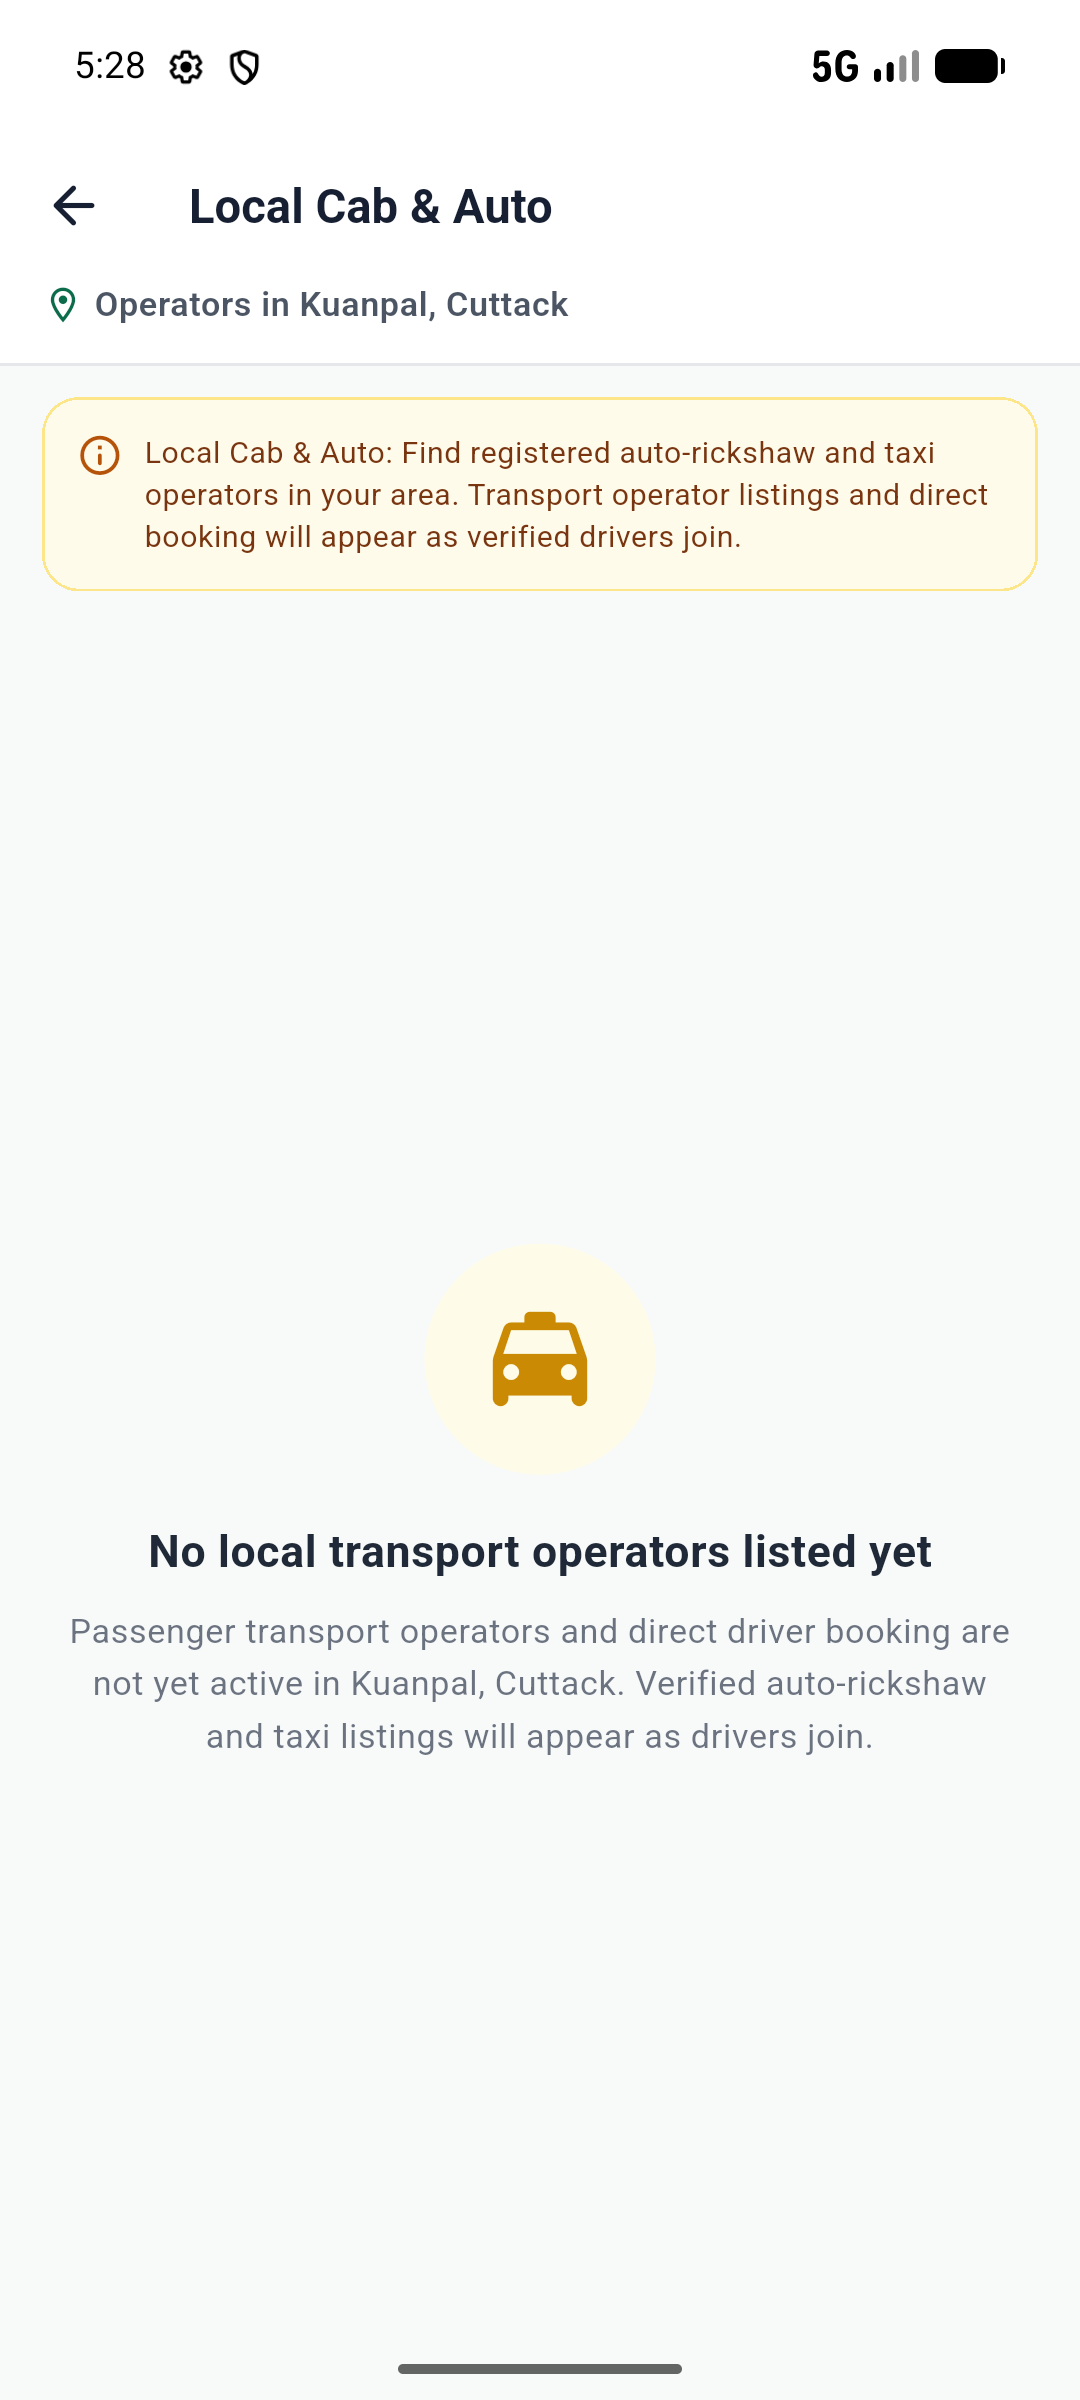 5:28
5G
Local Cab & Auto
Operators in Kuanpal, Cuttack
Local Cab & Auto: Find registered auto-rickshaw and taxi
operators in your area. Transport operator listings and direct
booking will appear as verified drivers join.
No local transport operators listed yet
Passenger transport operators and direct driver booking are
not yet active in Kuanpal, Cuttack. Verified auto-rickshaw
and taxi listings will appear as drivers join.